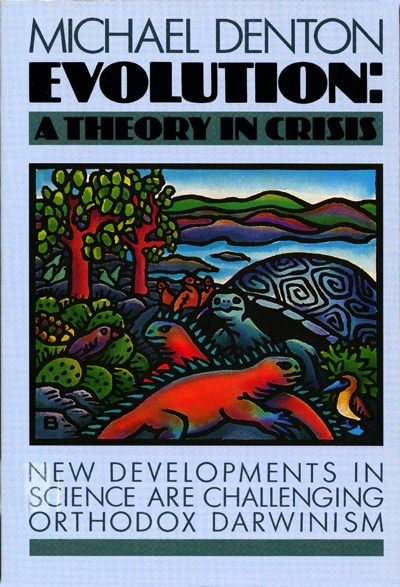 MICHAEL DENTON
EVOLUTION:
A THEORY IN CRISIS
B
NEW DEVELOPMENTS IN
SCIENCE ARE CHALLENGING
ORTHODOX DARWINISM